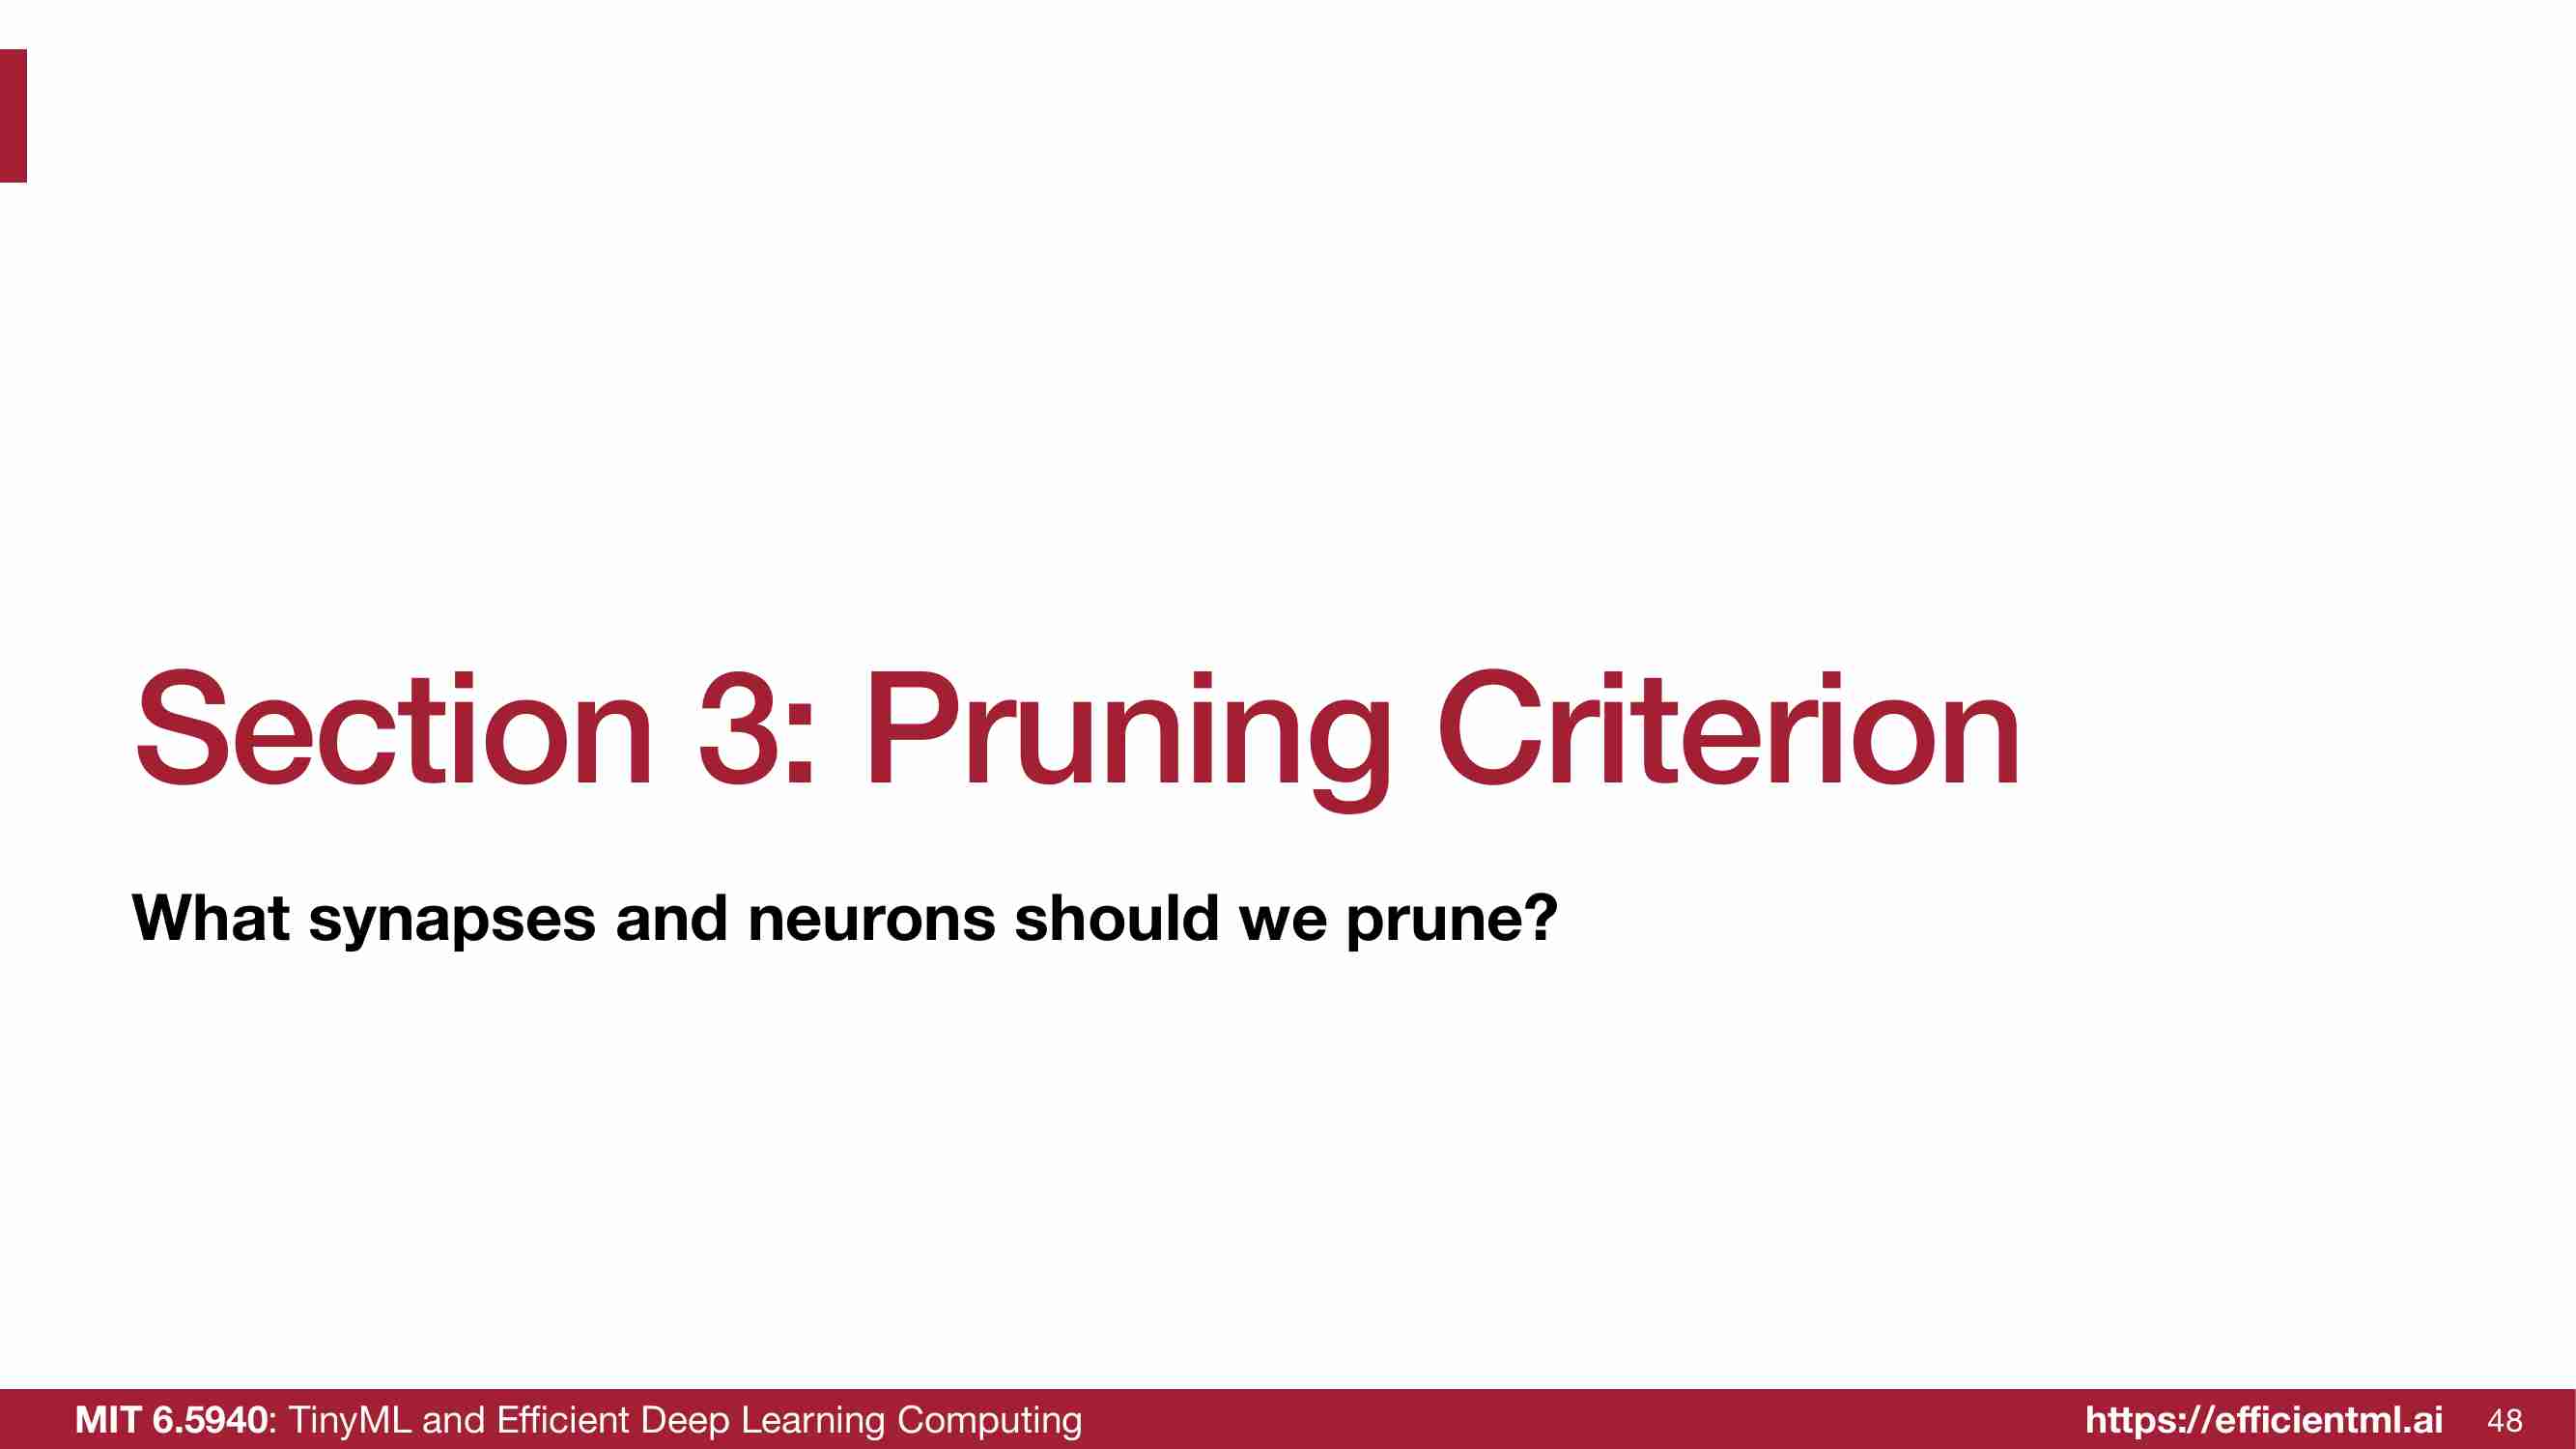 Section 3: Pruning Criterion
What synapses and neurons should we prune?
MIT 6.5940: TinyML and Efficient Deep Learning Computing
https://efficientml.ai
48